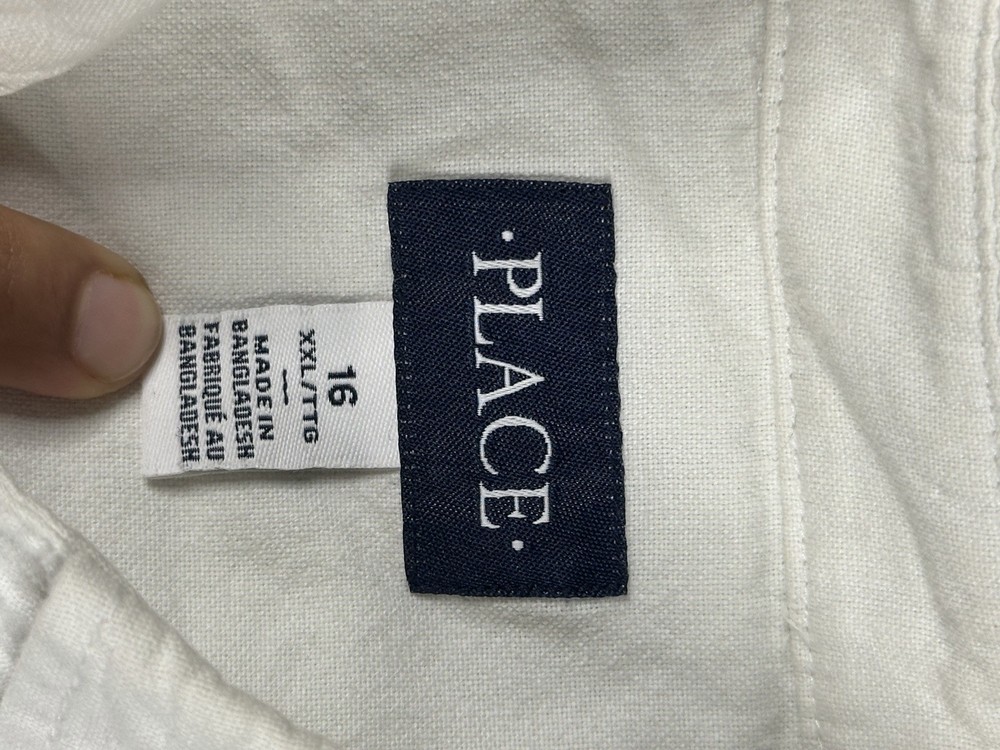 · PLACE ·
16
XXL/TTG
MADE IN
BANGLADESH
FABRIQUÉ AU
BANGLADESH